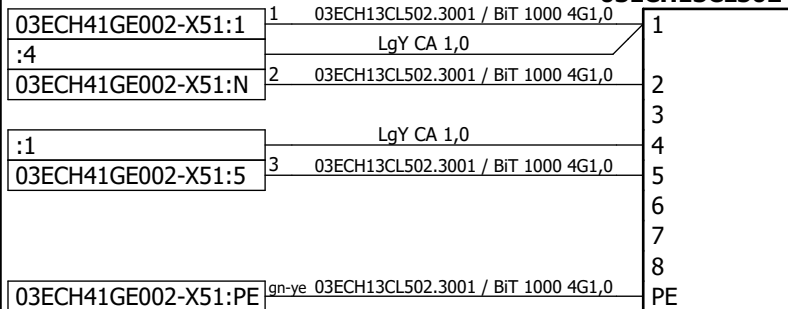 03ECH41GE002-X51:1 1 03ECH13CL502.3001 / BiT 1000 4G1,0 1
:4 LgY CA 1,0
03ECH41GE002-X51:N 2 03ECH13CL502.3001 / BiT 1000 4G1,0 2
3
:1 LgY CA 1,0 4
03ECH41GE002-X51:5 3 03ECH13CL502.3001 / BiT 1000 4G1,0 5
6
7
8
03ECH41GE002-X51:PE gn-ye 03ECH13CL502.3001 / BiT 1000 4G1,0 PE